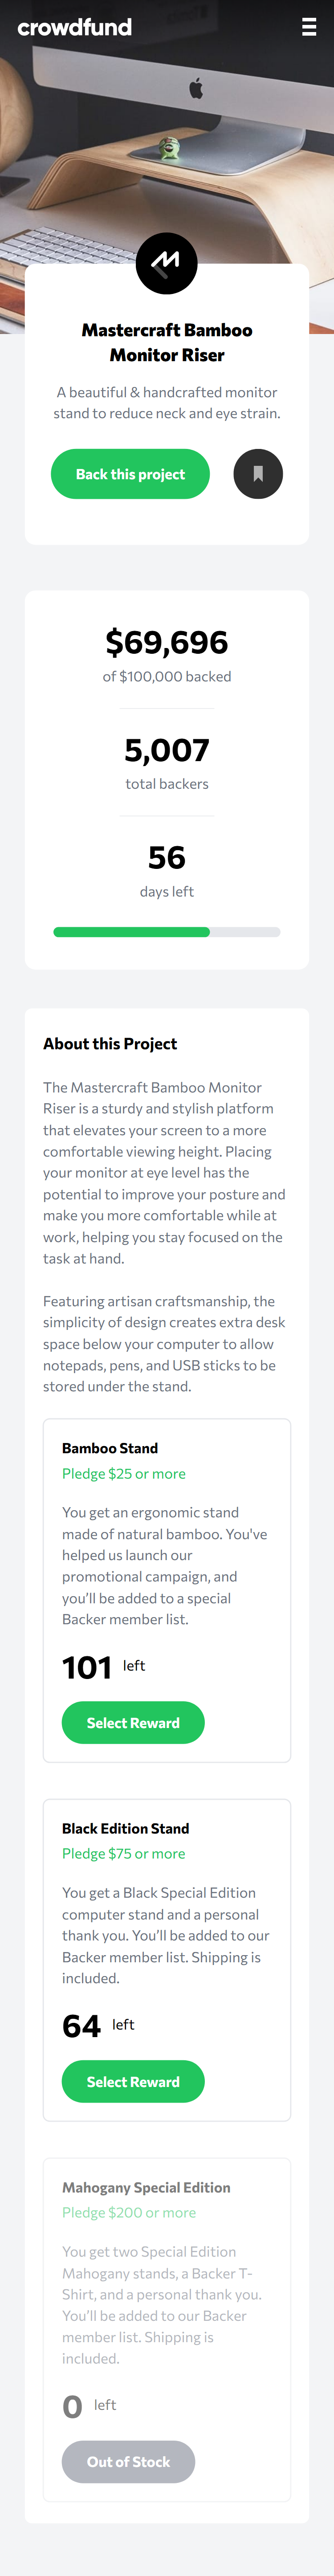 crowdfund
Mastercraft Bamboo
Monitor Riser
A beautiful & handcrafted monitor
stand to reduce neck and eye strain.
Back this project
$69,696
of $100,000 backed
5,007
total backers
56
days left
About this Project
The Mastercraft Bamboo Monitor
Riser is a sturdy and stylish platform
that elevates your screen to a more
comfortable viewing height. Placing
your monitor at eye level has the
potential to improve your posture and
make you more comfortable while at
work, helping you stay focused on the
task at hand.
Featuring artisan craftsmanship, the
simplicity of design creates extra desk
space below your computer to allow
notepads, pens, and USB sticks to be
stored under the stand.
Bamboo Stand
Pledge $25 or more
You get an ergonomic stand
made of natural bamboo. You've
helped us launch our
promotional campaign, and
you’ll be added to a special
Backer member list.
101 left
Select Reward
Black Edition Stand
Pledge $75 or more
You get a Black Special Edition
computer stand and a personal
thank you. You’ll be added to our
Backer member list. Shipping is
included.
64 left
Select Reward
Mahogany Special Edition
Pledge $200 or more
You get two Special Edition
Mahogany stands, a Backer T-
Shirt, and a personal thank you.
You’ll be added to our Backer
member list. Shipping is
included.
0 left
Out of Stock